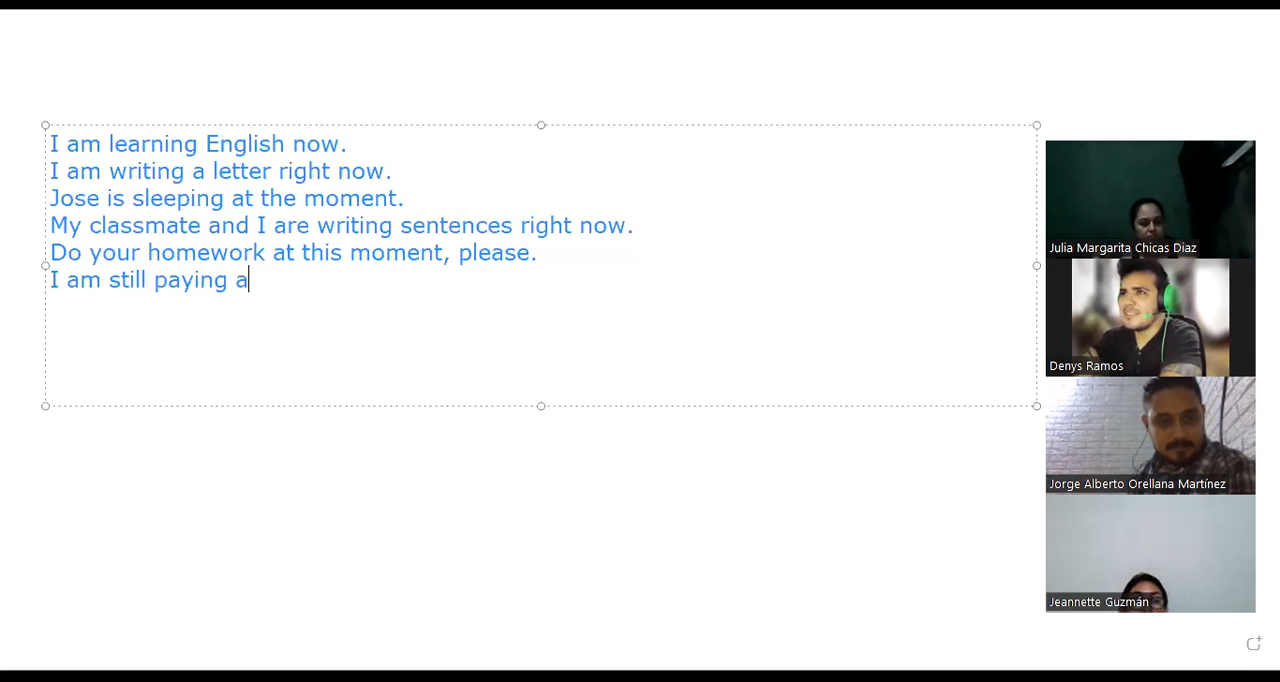 I am learning English now.
I am writing a letter right now.
Jose is sleeping at the moment.
My classmate and I are writing sentences right now.
Do your homework at this moment, please.
I am still paying a
Julia Margarita Chicas Diaz
Denys Ramos
Jorge Alberto Orellana Martínez
Jeannette Guzmán